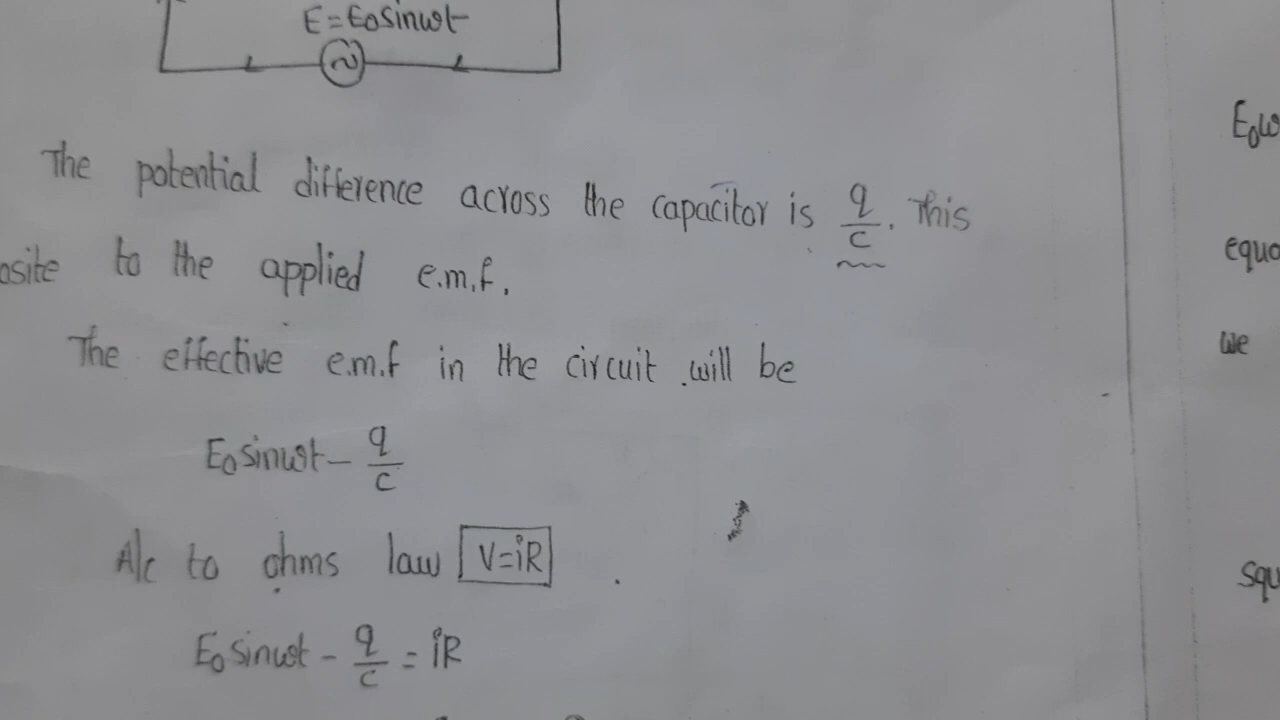 E=E₀sinωt
The potential difference across the capacitor is q/c. This
osite to the applied e.m.f.
The effective e.m.f in the circuit will be
E₀sinωt - q/c
A/c to ohms law V=iR
E₀sinωt - q/c = iR
E₀ω
equa
we
squ